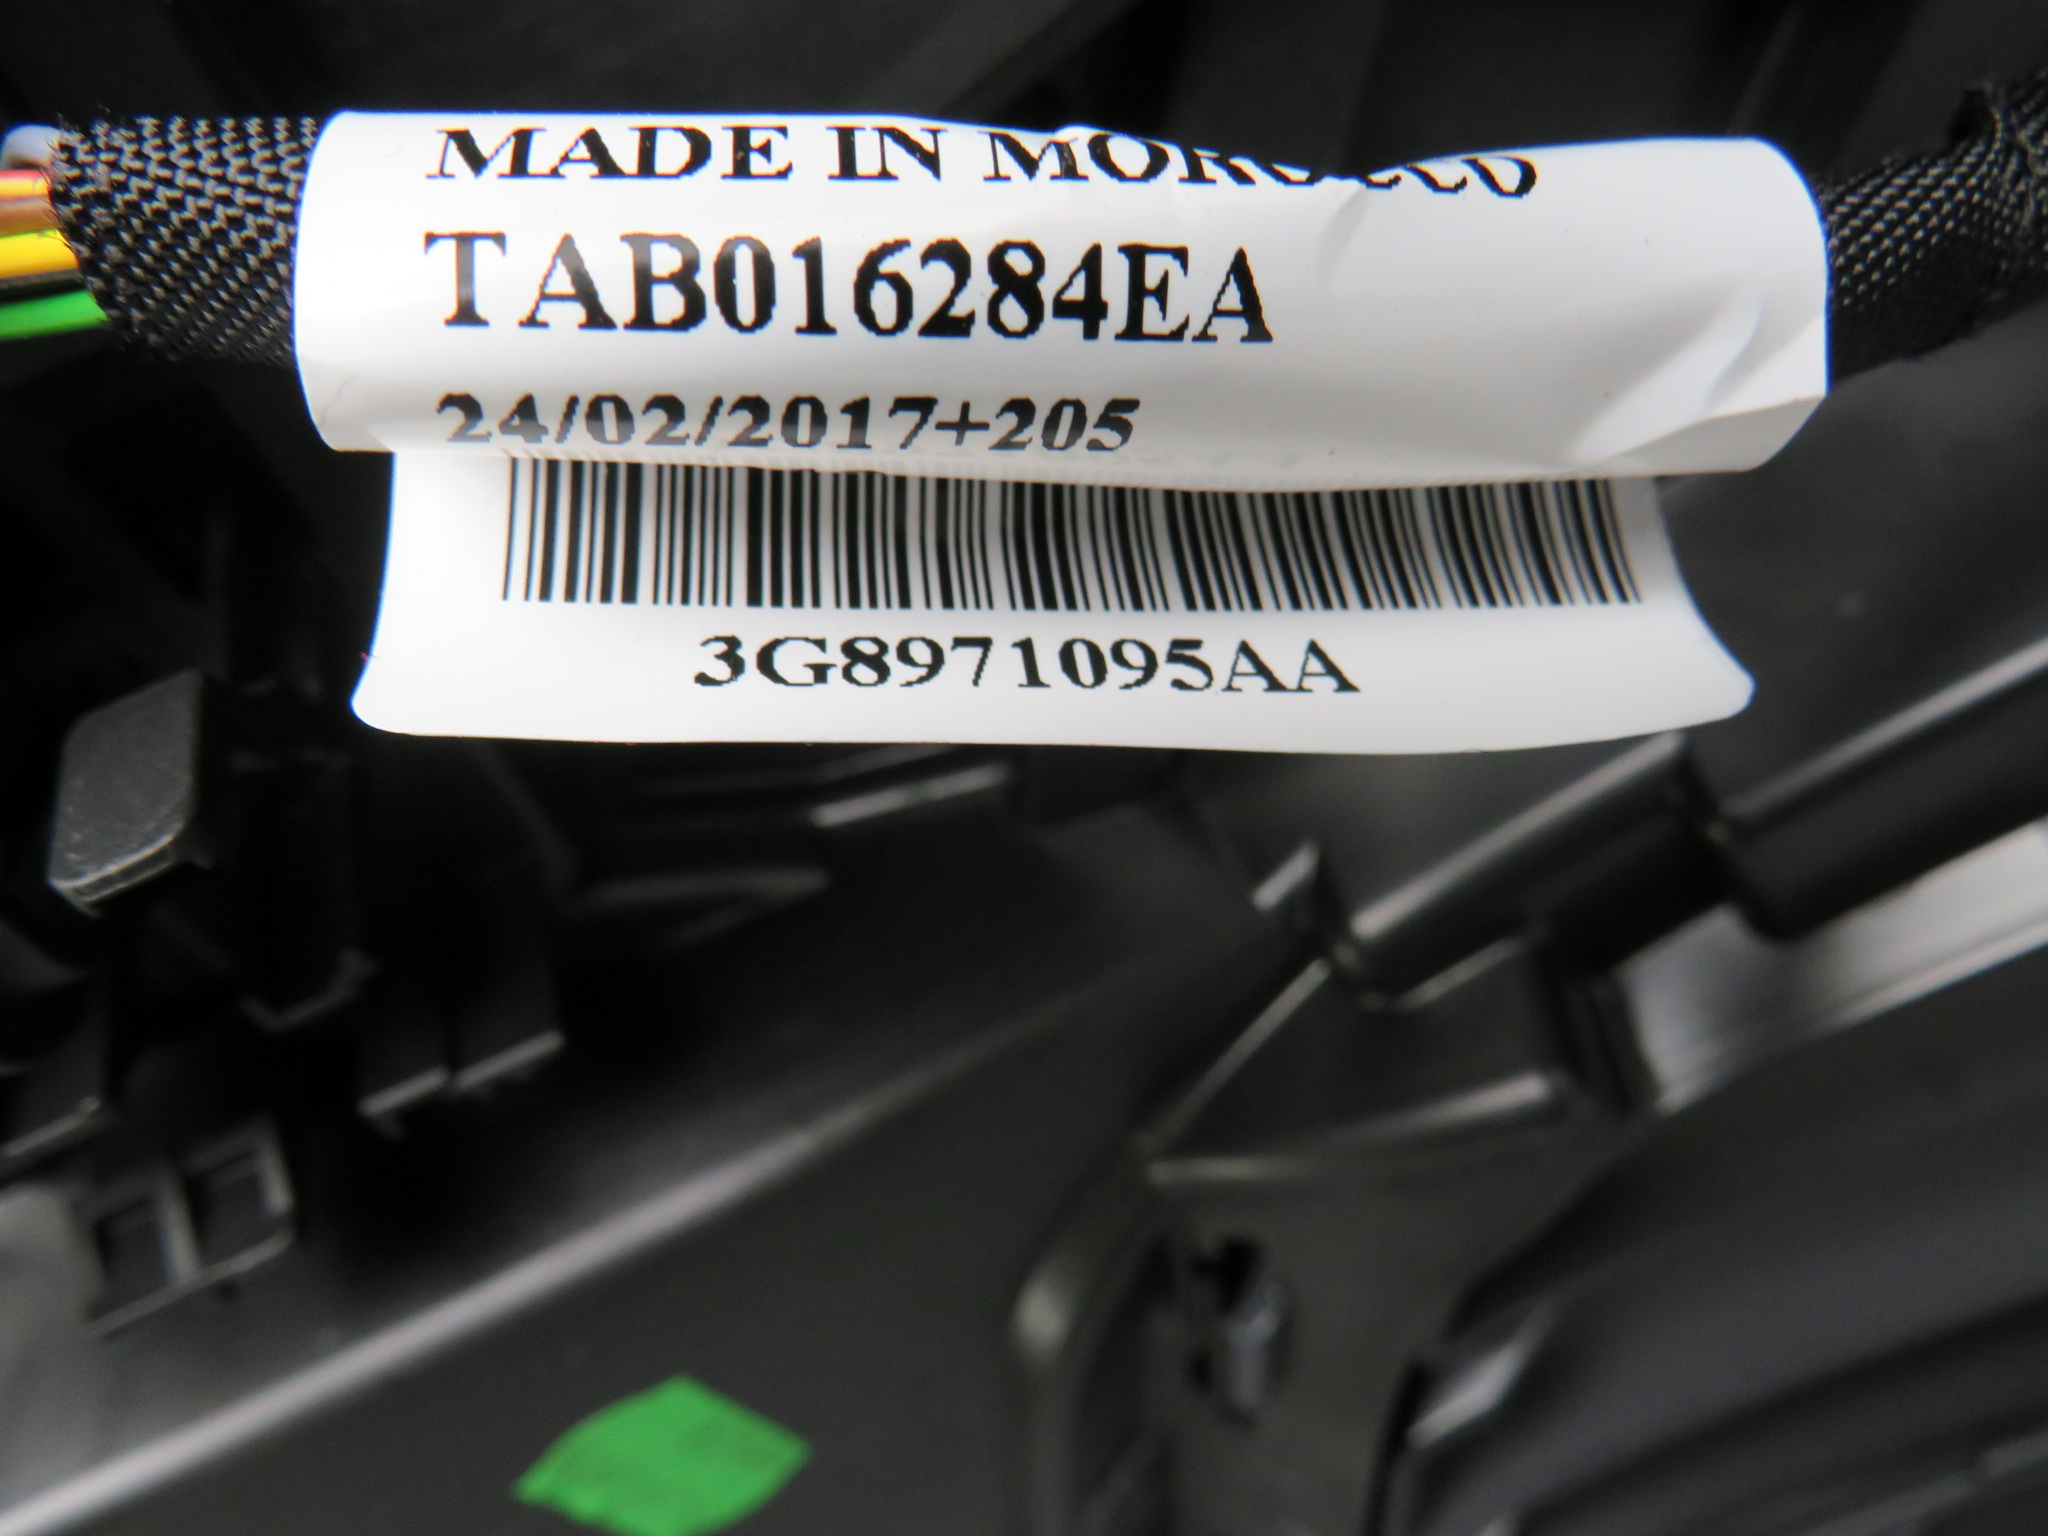 MADE IN MOROCCO
TAB016284EA
24/02/2017+205
3G8971095AA